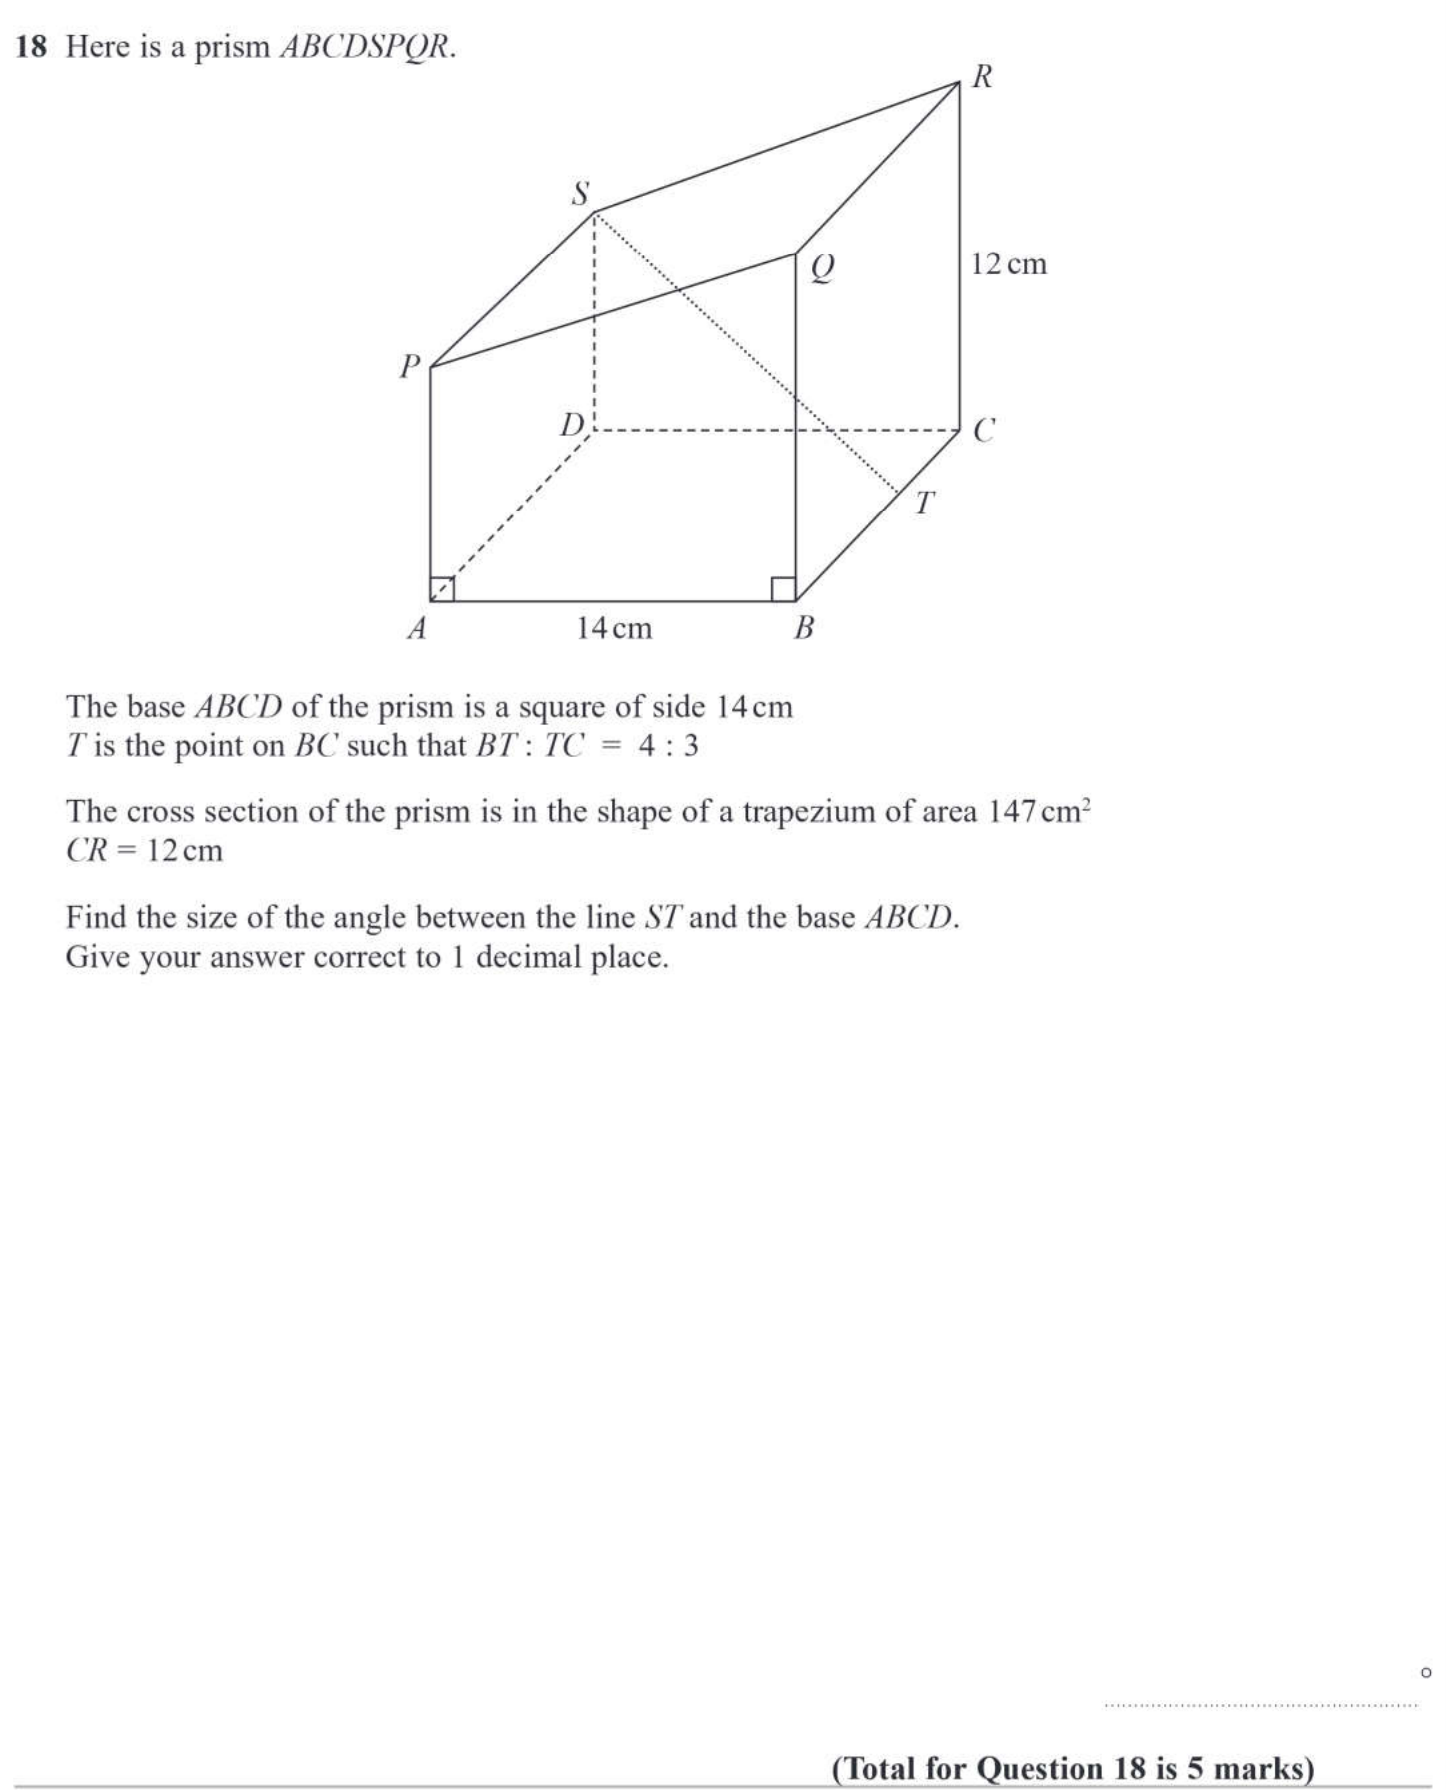 18 Here is a prism ABCDSPQR.
R
S
Q
12 cm
P
D
C
T
A
14 cm
B
The base ABCD of the prism is a square of side 14 cm
T is the point on BC such that BT : TC = 4 : 3
The cross section of the prism is in the shape of a trapezium of area 147 cm²
CR = 12 cm
Find the size of the angle between the line ST and the base ABCD.
Give your answer correct to 1 decimal place.
°
(Total for Question 18 is 5 marks)